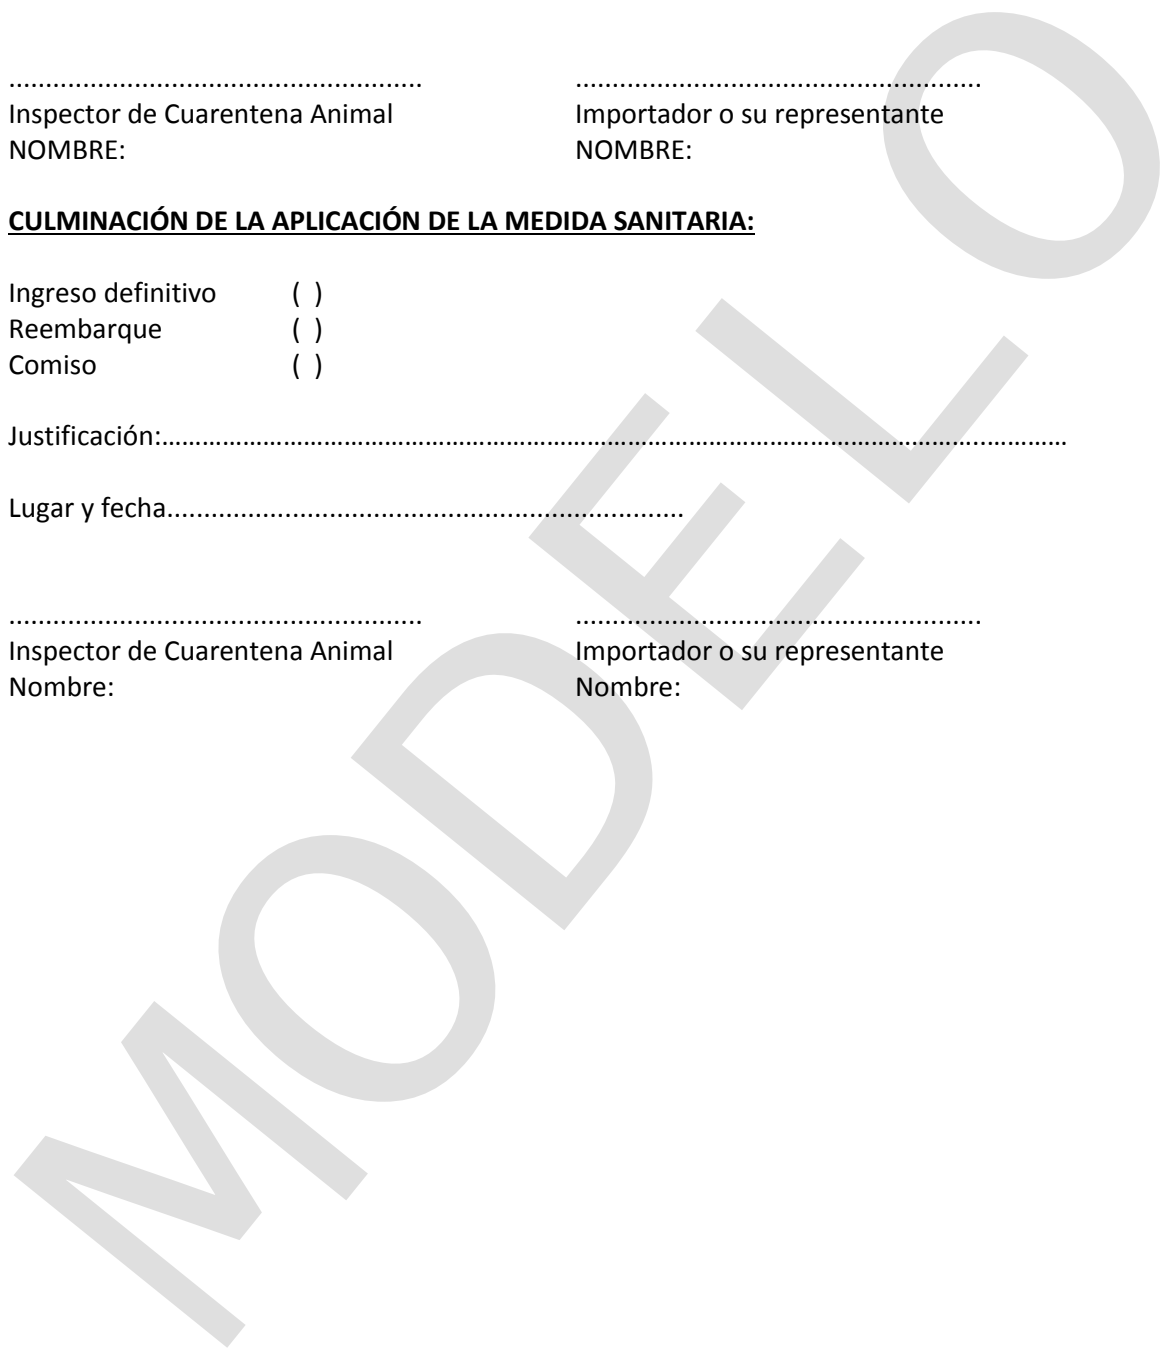 ........................................................ .......................................................
Inspector de Cuarentena Animal Importador o su representante
NOMBRE: NOMBRE:
CULMINACIÓN DE LA APLICACIÓN DE LA MEDIDA SANITARIA:
Ingreso definitivo ( )
Reembarque ( )
Comiso ( )
Justificación:..........................................................................................................................
Lugar y fecha......................................................................
........................................................ .......................................................
Inspector de Cuarentena Animal Importador o su representante
Nombre: Nombre:
MODELO